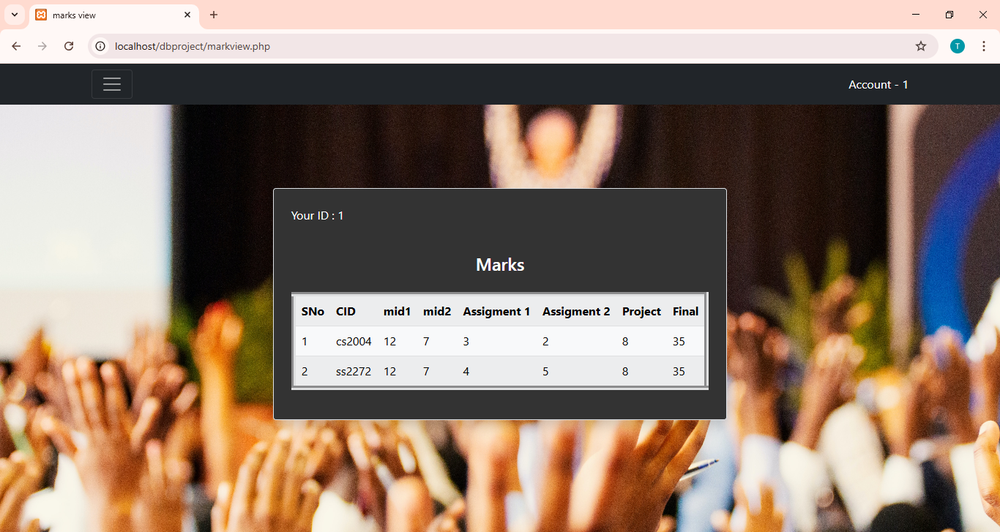 marks view
localhost/dbproject/markview.php
T
Account - 1
Your ID : 1
Marks
SNo CID mid1 mid2 Assigment 1 Assigment 2 Project Final
1 cs2004 12 7 3 2 8 35
2 ss2272 12 7 4 5 8 35